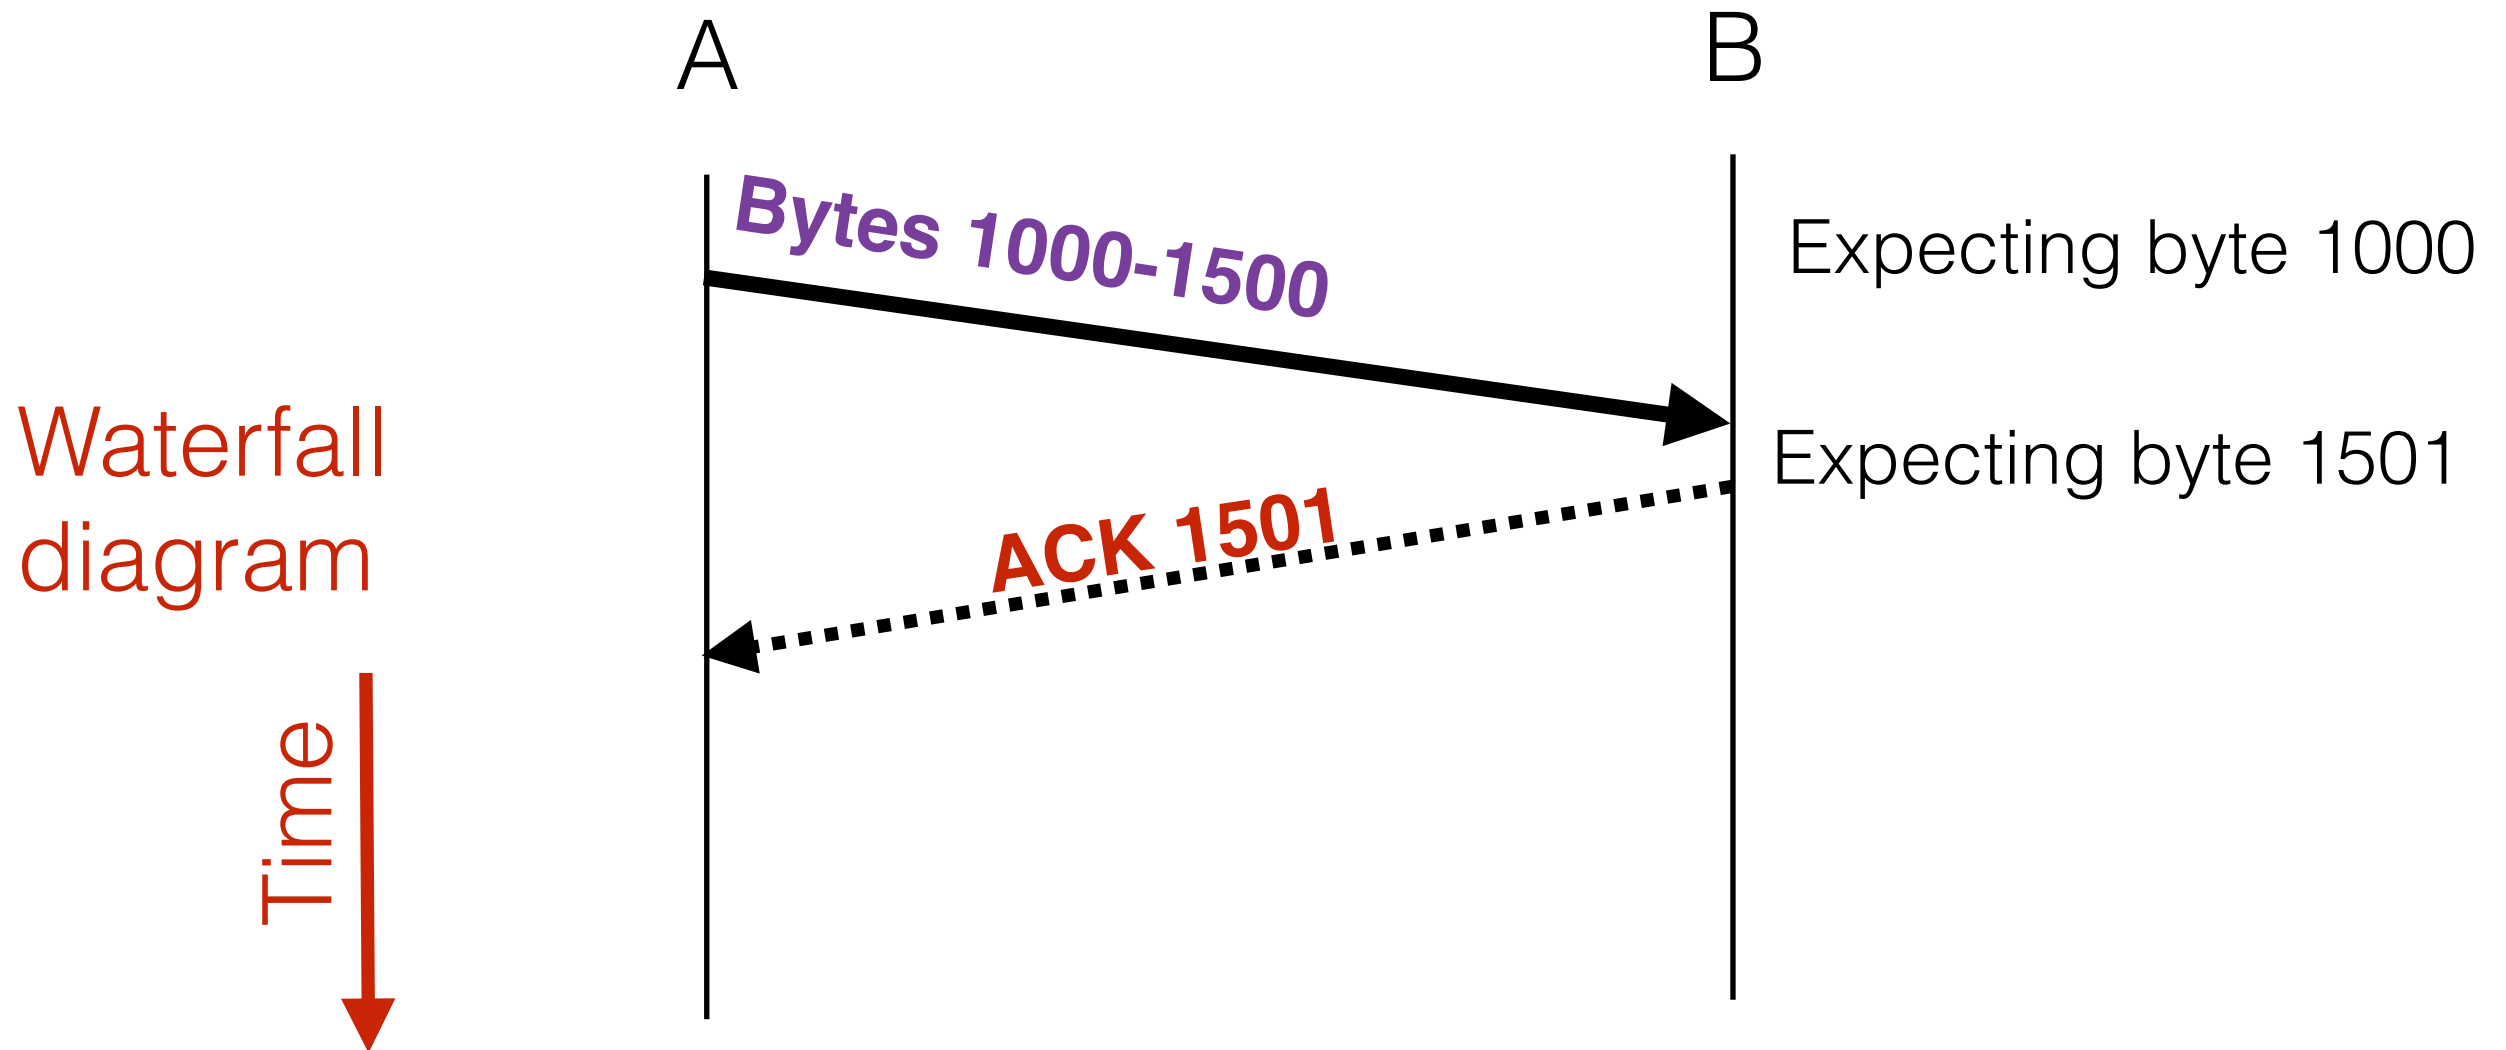 A
B
Bytes 1000-1500
Expecting byte 1000
Waterfall
diagram
Expecting byte 1501
ACK 1501
Time